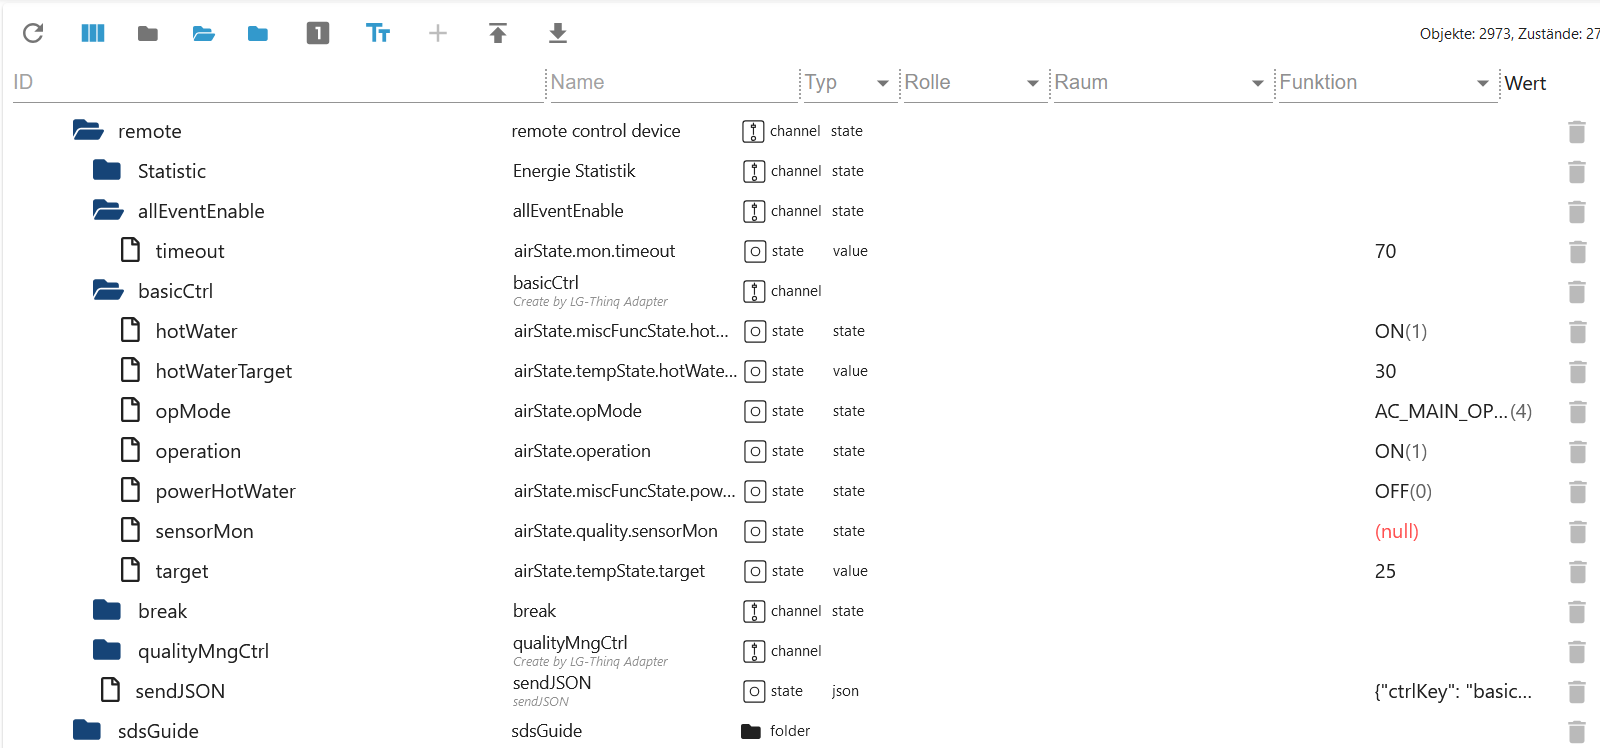 1 Tт Objekte: 2973, Zustände: 27
ID Name Typ Rolle Raum Funktion Wert
remote remote control device channel state
Statistic Energie Statistik channel state
allEventEnable allEventEnable channel state
timeout airState.mon.timeout state value 70
basicCtrl basicCtrl channel
Create by LG-Thinq Adapter
hotWater airState.miscFuncState.hot... state state ON(1)
hotWaterTarget airState.tempState.hotWate... state value 30
opMode airState.opMode state state AC_MAIN_OP...(4)
operation airState.operation state state ON(1)
powerHotWater airState.miscFuncState.pow... state state OFF(0)
sensorMon airState.quality.sensorMon state state (null)
target airState.tempState.target state value 25
break break channel state
qualityMngCtrl qualityMngCtrl channel
Create by LG-Thinq Adapter
sendJSON sendJSON state json {"ctrlKey": "basic...
sendJSON
sdsGuide sdsGuide folder